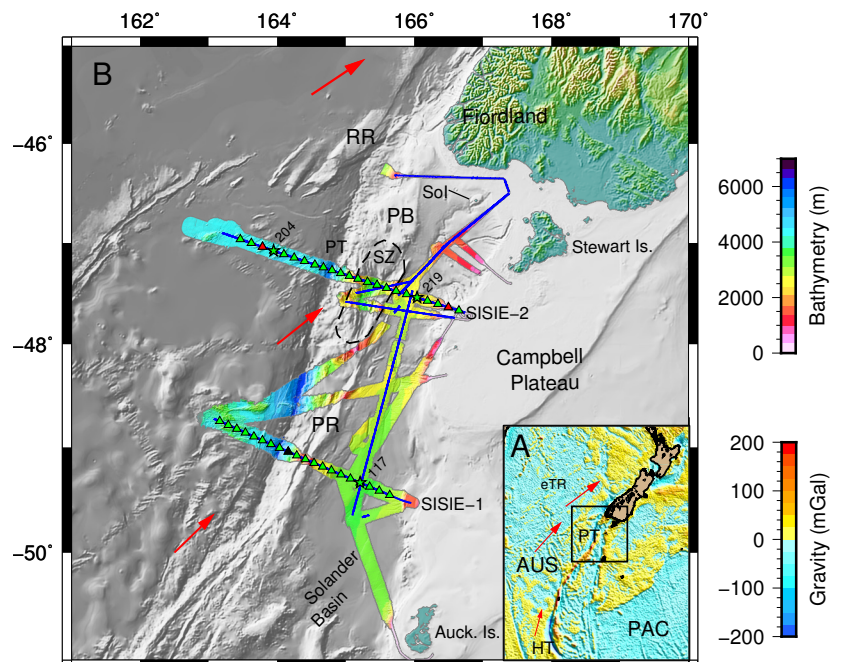 162° 164° 166° 168° 170°
B
Fiordland
RR
−46°
Sol
PB
204
PT
SZ
Stewart Is.
219
SISIE−2
−48°
Campbell
Plateau
PR
117
SISIE−1
−50°
Solander
Basin
Auck. Is.
A
eTR
PT
AUS
PAC
HT
6000
4000
2000
0
Bathymetry (m)
200
100
0
−100
−200
Gravity (mGal)